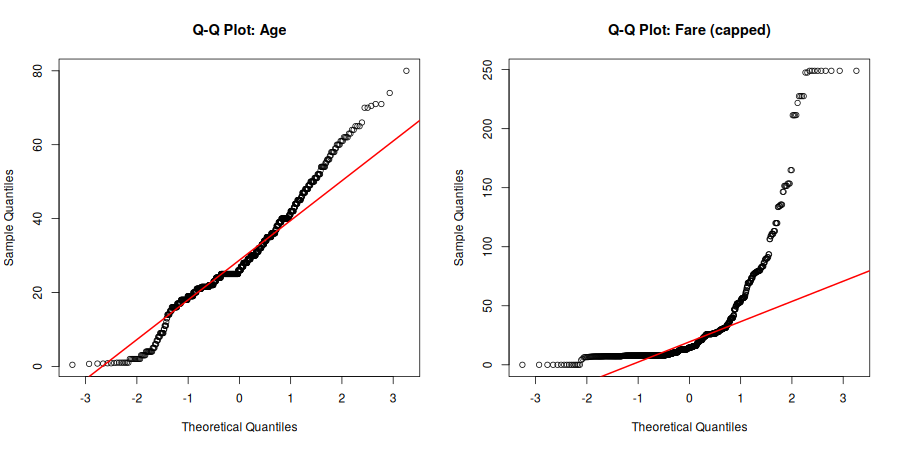 Q-Q Plot: Age
Sample Quantiles
0 20 40 60 80
-3 -2 -1 0 1 2 3
Theoretical Quantiles
Q-Q Plot: Fare (capped)
Sample Quantiles
0 50 100 150 200 250
-3 -2 -1 0 1 2 3
Theoretical Quantiles